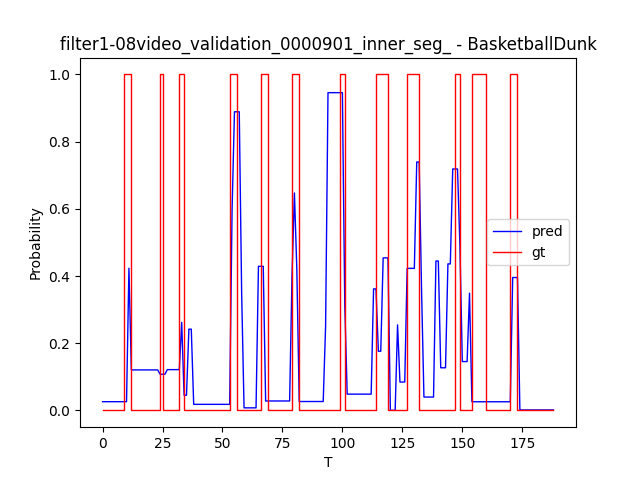 filter1-08video_validation_0000901_inner_seg_ - BasketballDunk
1.0
0.8
0.6
0.4
0.2
0.0
Probability
pred
gt
0 25 50 75 100 125 150 175
T